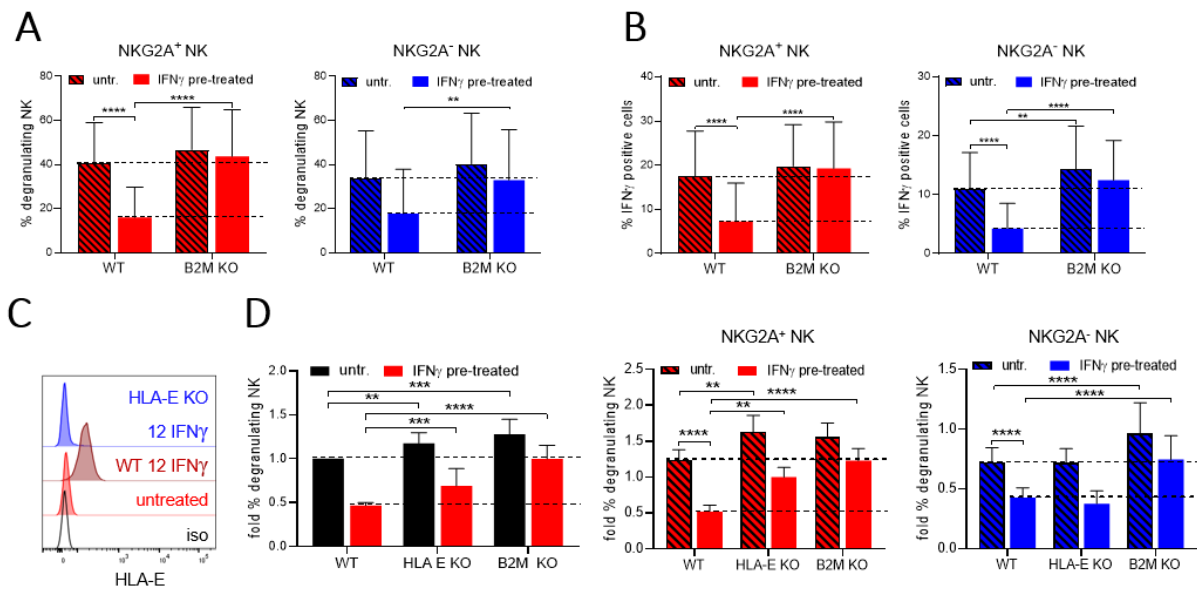 A
NKG2A⁺ NK
untr.
IFNγ pre-treated
****
****
% degranulating NK
80
60
40
20
0
WT
B2M KO
NKG2A⁻ NK
untr.
IFNγ pre-treated
**
% degranulating NK
80
60
40
20
0
WT
B2M KO
B
NKG2A⁺ NK
untr.
IFNγ pre-treated
****
****
% IFNγ positive cells
40
30
20
10
0
WT
B2M KO
NKG2A⁻ NK
untr.
IFNγ pre-treated
****
**
****
% IFNγ positive cells
30
20
10
0
WT
B2M KO
C
HLA-E KO
12 IFNγ
WT 12 IFNγ
untreated
iso
0
10³
10⁴
10⁵
HLA-E
D
untr.
IFNγ pre-treated
***
**
****
***
fold % degranulating NK
2.0
1.5
1.0
0.5
0.0
WT
HLA E KO
B2M KO
NKG2A⁺ NK
untr.
IFNγ pre-treated
**
****
**
****
fold % degranulating NK
2.5
2.0
1.5
1.0
0.5
0.0
WT
HLA-E KO
B2M KO
NKG2A⁻ NK
untr.
IFNγ pre-treated
****
****
****
fold % degranulating NK
1.5
1.0
0.5
0.0
WT
HLA-E KO
B2M KO